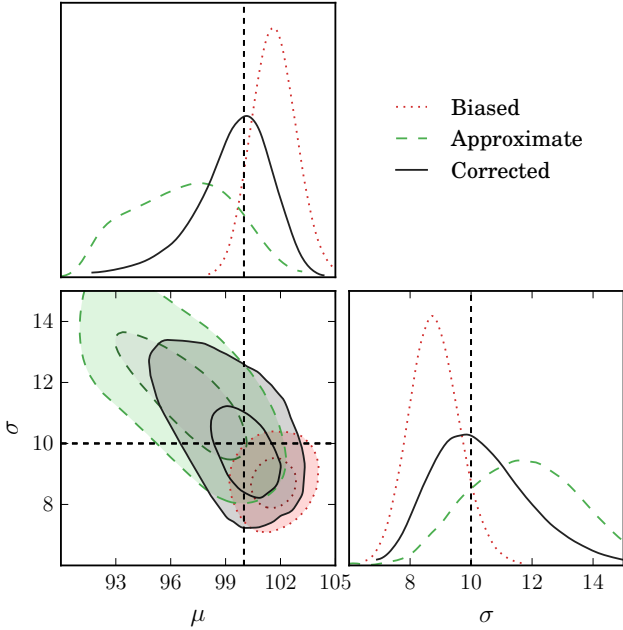 Biased
Approximate
Corrected
14
12
10
8
σ
93 96 99 102 105
μ
8 10 12 14
σ